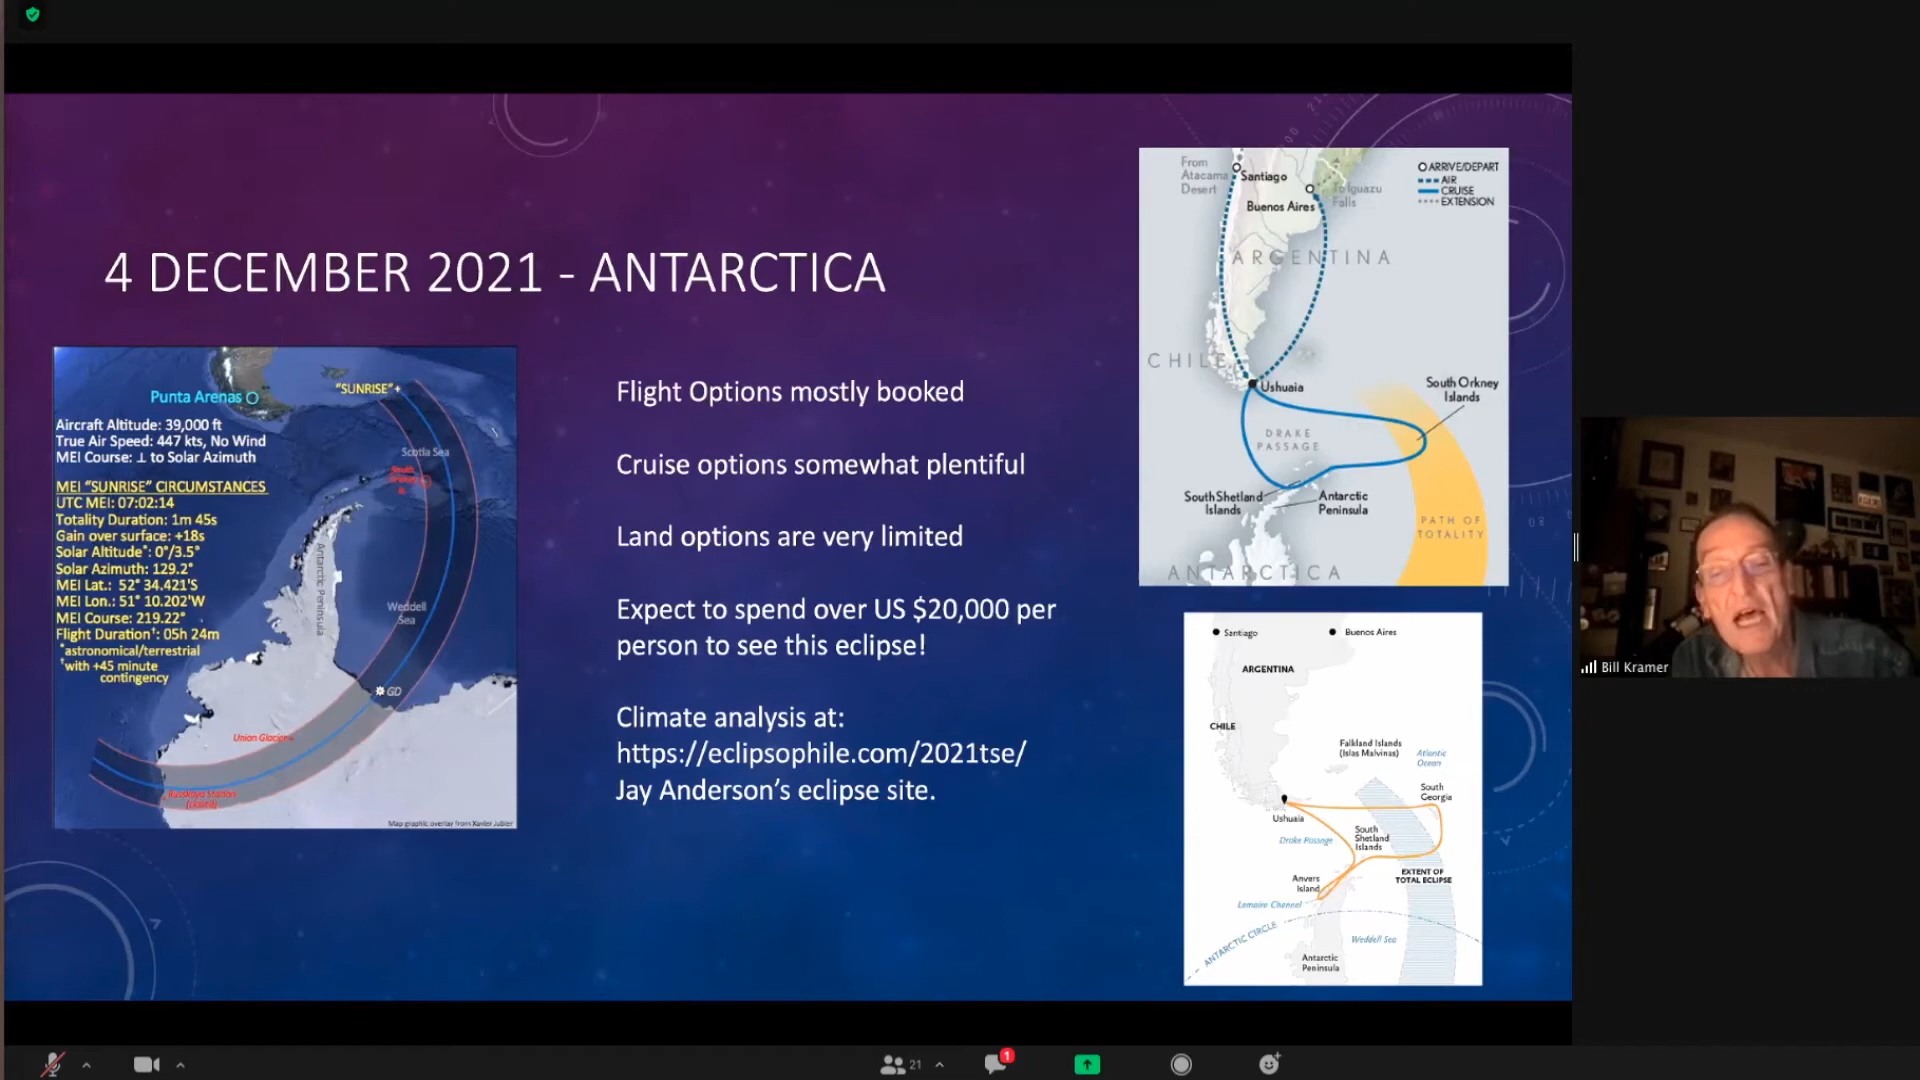 4 DECEMBER 2021 - ANTARCTICA
Punta Arenas
"SUNRISE"+
Aircraft Altitude: 39,000 ft
True Air Speed: 447 kts, No Wind
MEI Course: ⊥ to Solar Azimuth
MEI "SUNRISE" CIRCUMSTANCES
UTC MEI: 07:02:14
Totality Duration: 1m 45s
Gain over surface: +18s
Solar Altitude*: 0°/3.5°
Solar Azimuth: 129.2°
MEI Lat.: 52° 34.421'S
MEI Lon.: 51° 10.202'W
MEI Course: 219.22°
Flight Duration†: 05h 24m
*astronomical/terrestrial
†with +45 minute
contingency
Scotia Sea
Antarctic Peninsula
Weddell
Sea
GD
Union Glacier
(closed)
Map graphic overlay from Xavier Jubier
Flight Options mostly booked
Cruise options somewhat plentiful
Land options are very limited
Expect to spend over US $20,000 per
person to see this eclipse!
Climate analysis at:
https://eclipsophile.com/2021tse/
Jay Anderson's eclipse site.
From
Atacama
Desert
Santiago
To Iguazu
Falls
Buenos Aires
ARRIVE/DEPART
AIR
CRUISE
EXTENSION
ARGENTINA
CHILE
Ushuaia
South Orkney
Islands
DRAKE
PASSAGE
South Shetland
Islands
Antarctic
Peninsula
PATH OF
TOTALITY
ANTARCTICA
Santiago
Buenos Aires
ARGENTINA
CHILE
Falkland Islands
(Islas Malvinas)
Atlantic
Ocean
South
Georgia
Ushuaia
Drake Passage
South
Shetland
Islands
EXTENT OF
TOTAL ECLIPSE
Anvers
Island
Lemaire Channel
ANTARCTIC CIRCLE
Weddell Sea
Antarctic
Peninsula
Bill Kramer
21
1